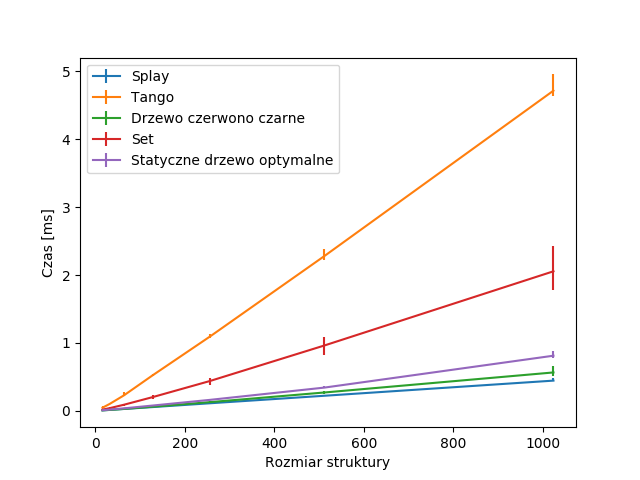 Splay
Tango
Drzewo czerwono czarne
Set
Statyczne drzewo optymalne
5
4
3
2
1
0
Czas [ms]
0 200 400 600 800 1000
Rozmiar struktury